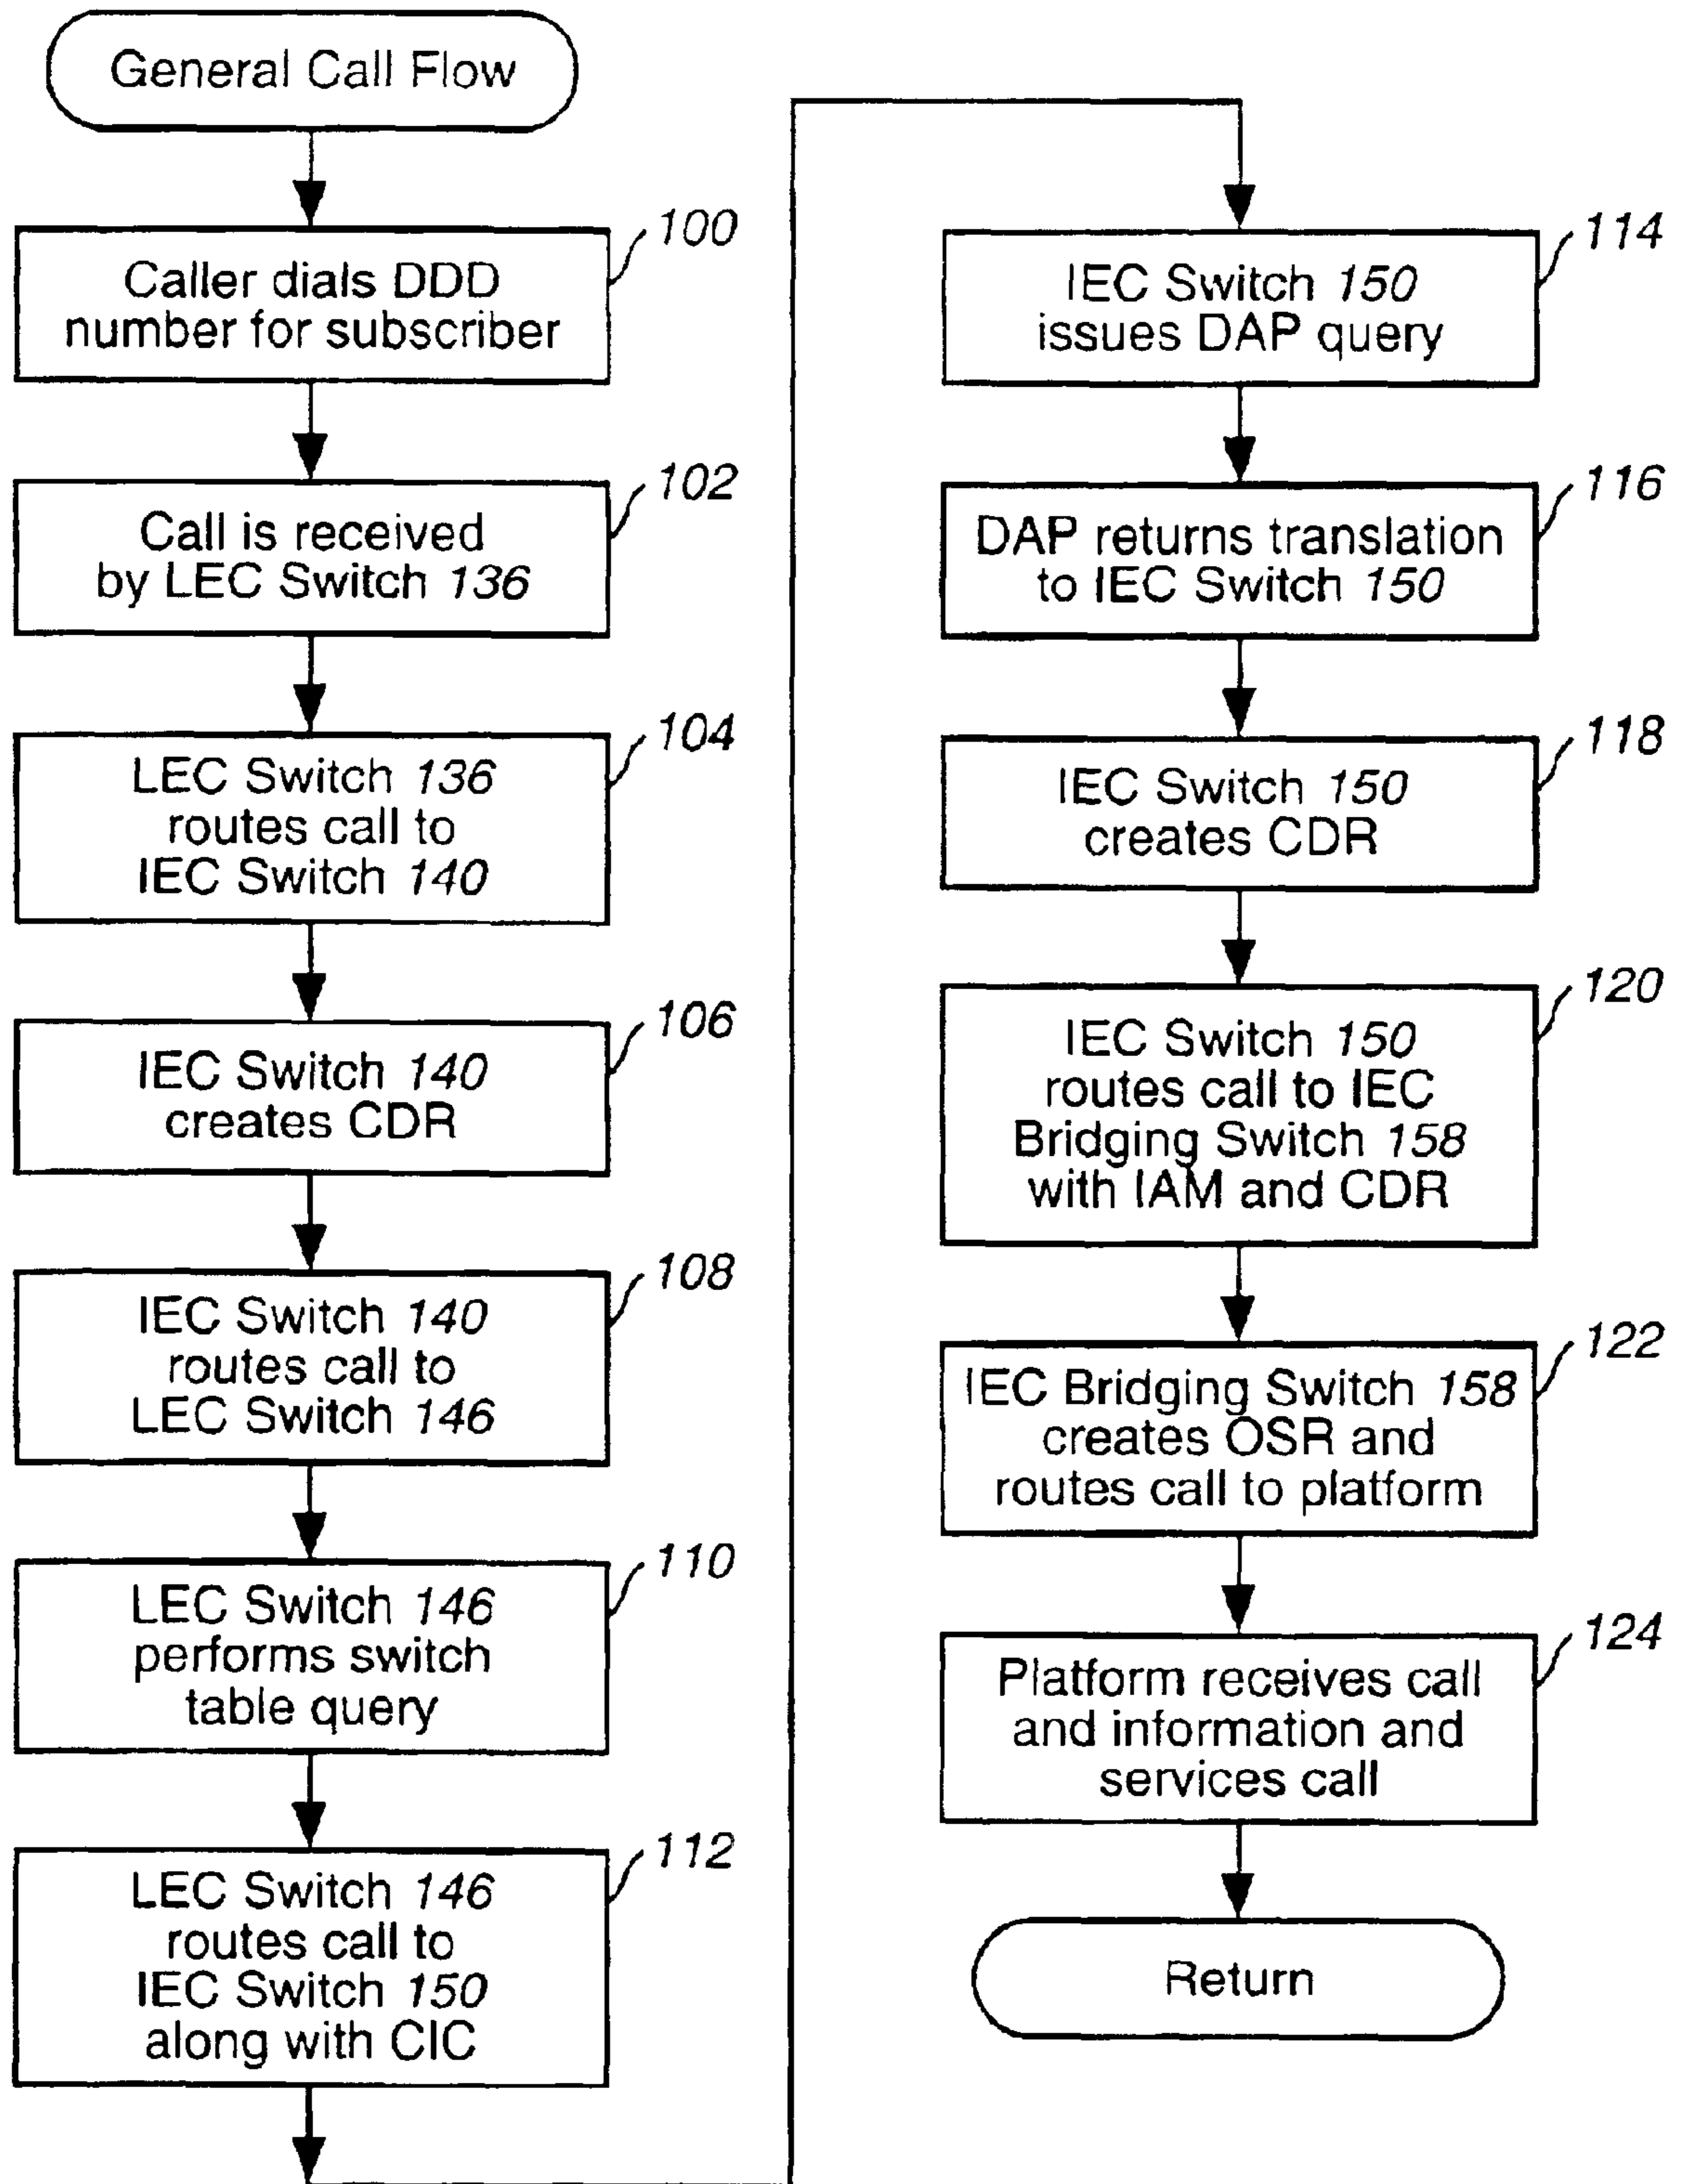 General Call Flow
100
Caller dials DDD
number for subscriber
102
Call is received
by LEC Switch 136
104
LEC Switch 136
routes call to
IEC Switch 140
106
IEC Switch 140
creates CDR
108
IEC Switch 140
routes call to
LEC Switch 146
110
LEC Switch 146
performs switch
table query
112
LEC Switch 146
routes call to
IEC Switch 150
along with CIC
114
IEC Switch 150
issues DAP query
116
DAP returns translation
to IEC Switch 150
118
IEC Switch 150
creates CDR
120
IEC Switch 150
routes call to IEC
Bridging Switch 158
with IAM and CDR
122
IEC Bridging Switch 158
creates OSR and
routes call to platform
124
Platform receives call
and information and
services call
Return